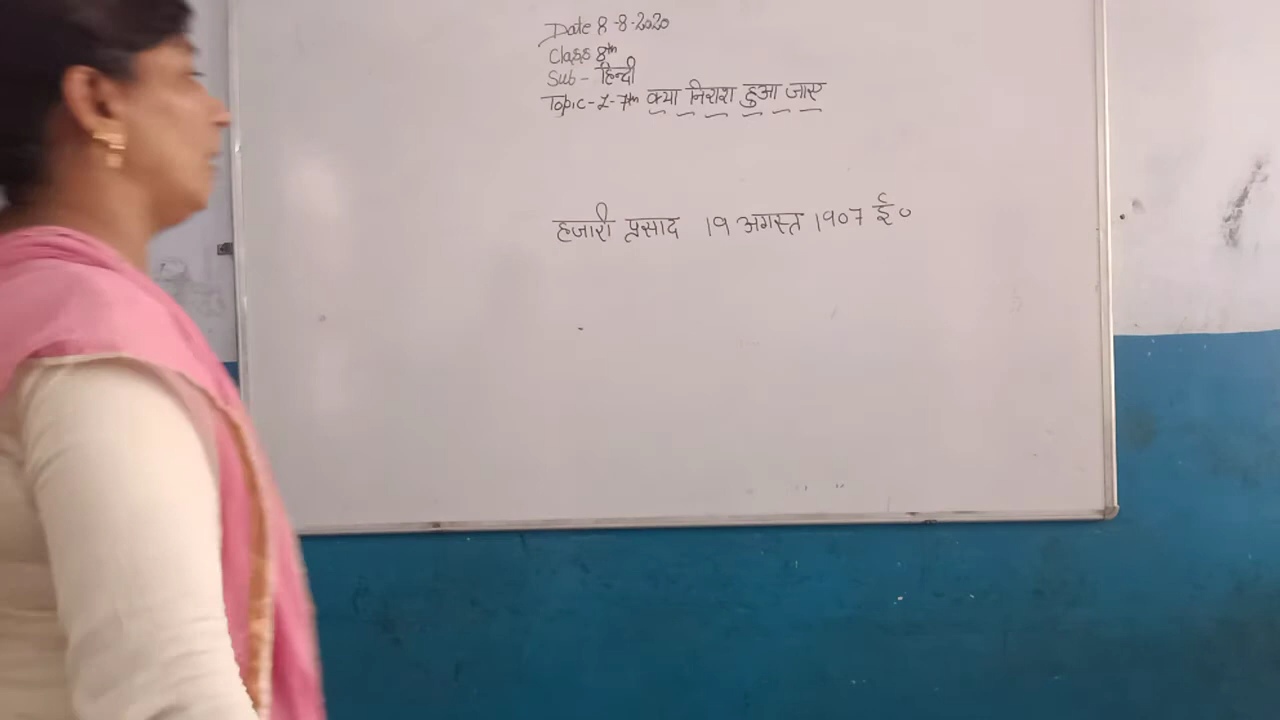 Date 8-8-2020
Class 8th
Sub - हिन्दी
Topic - L-7th क्या निराश हुआ जाए
हजारी प्रसाद 19 अगस्त 1907 ई०